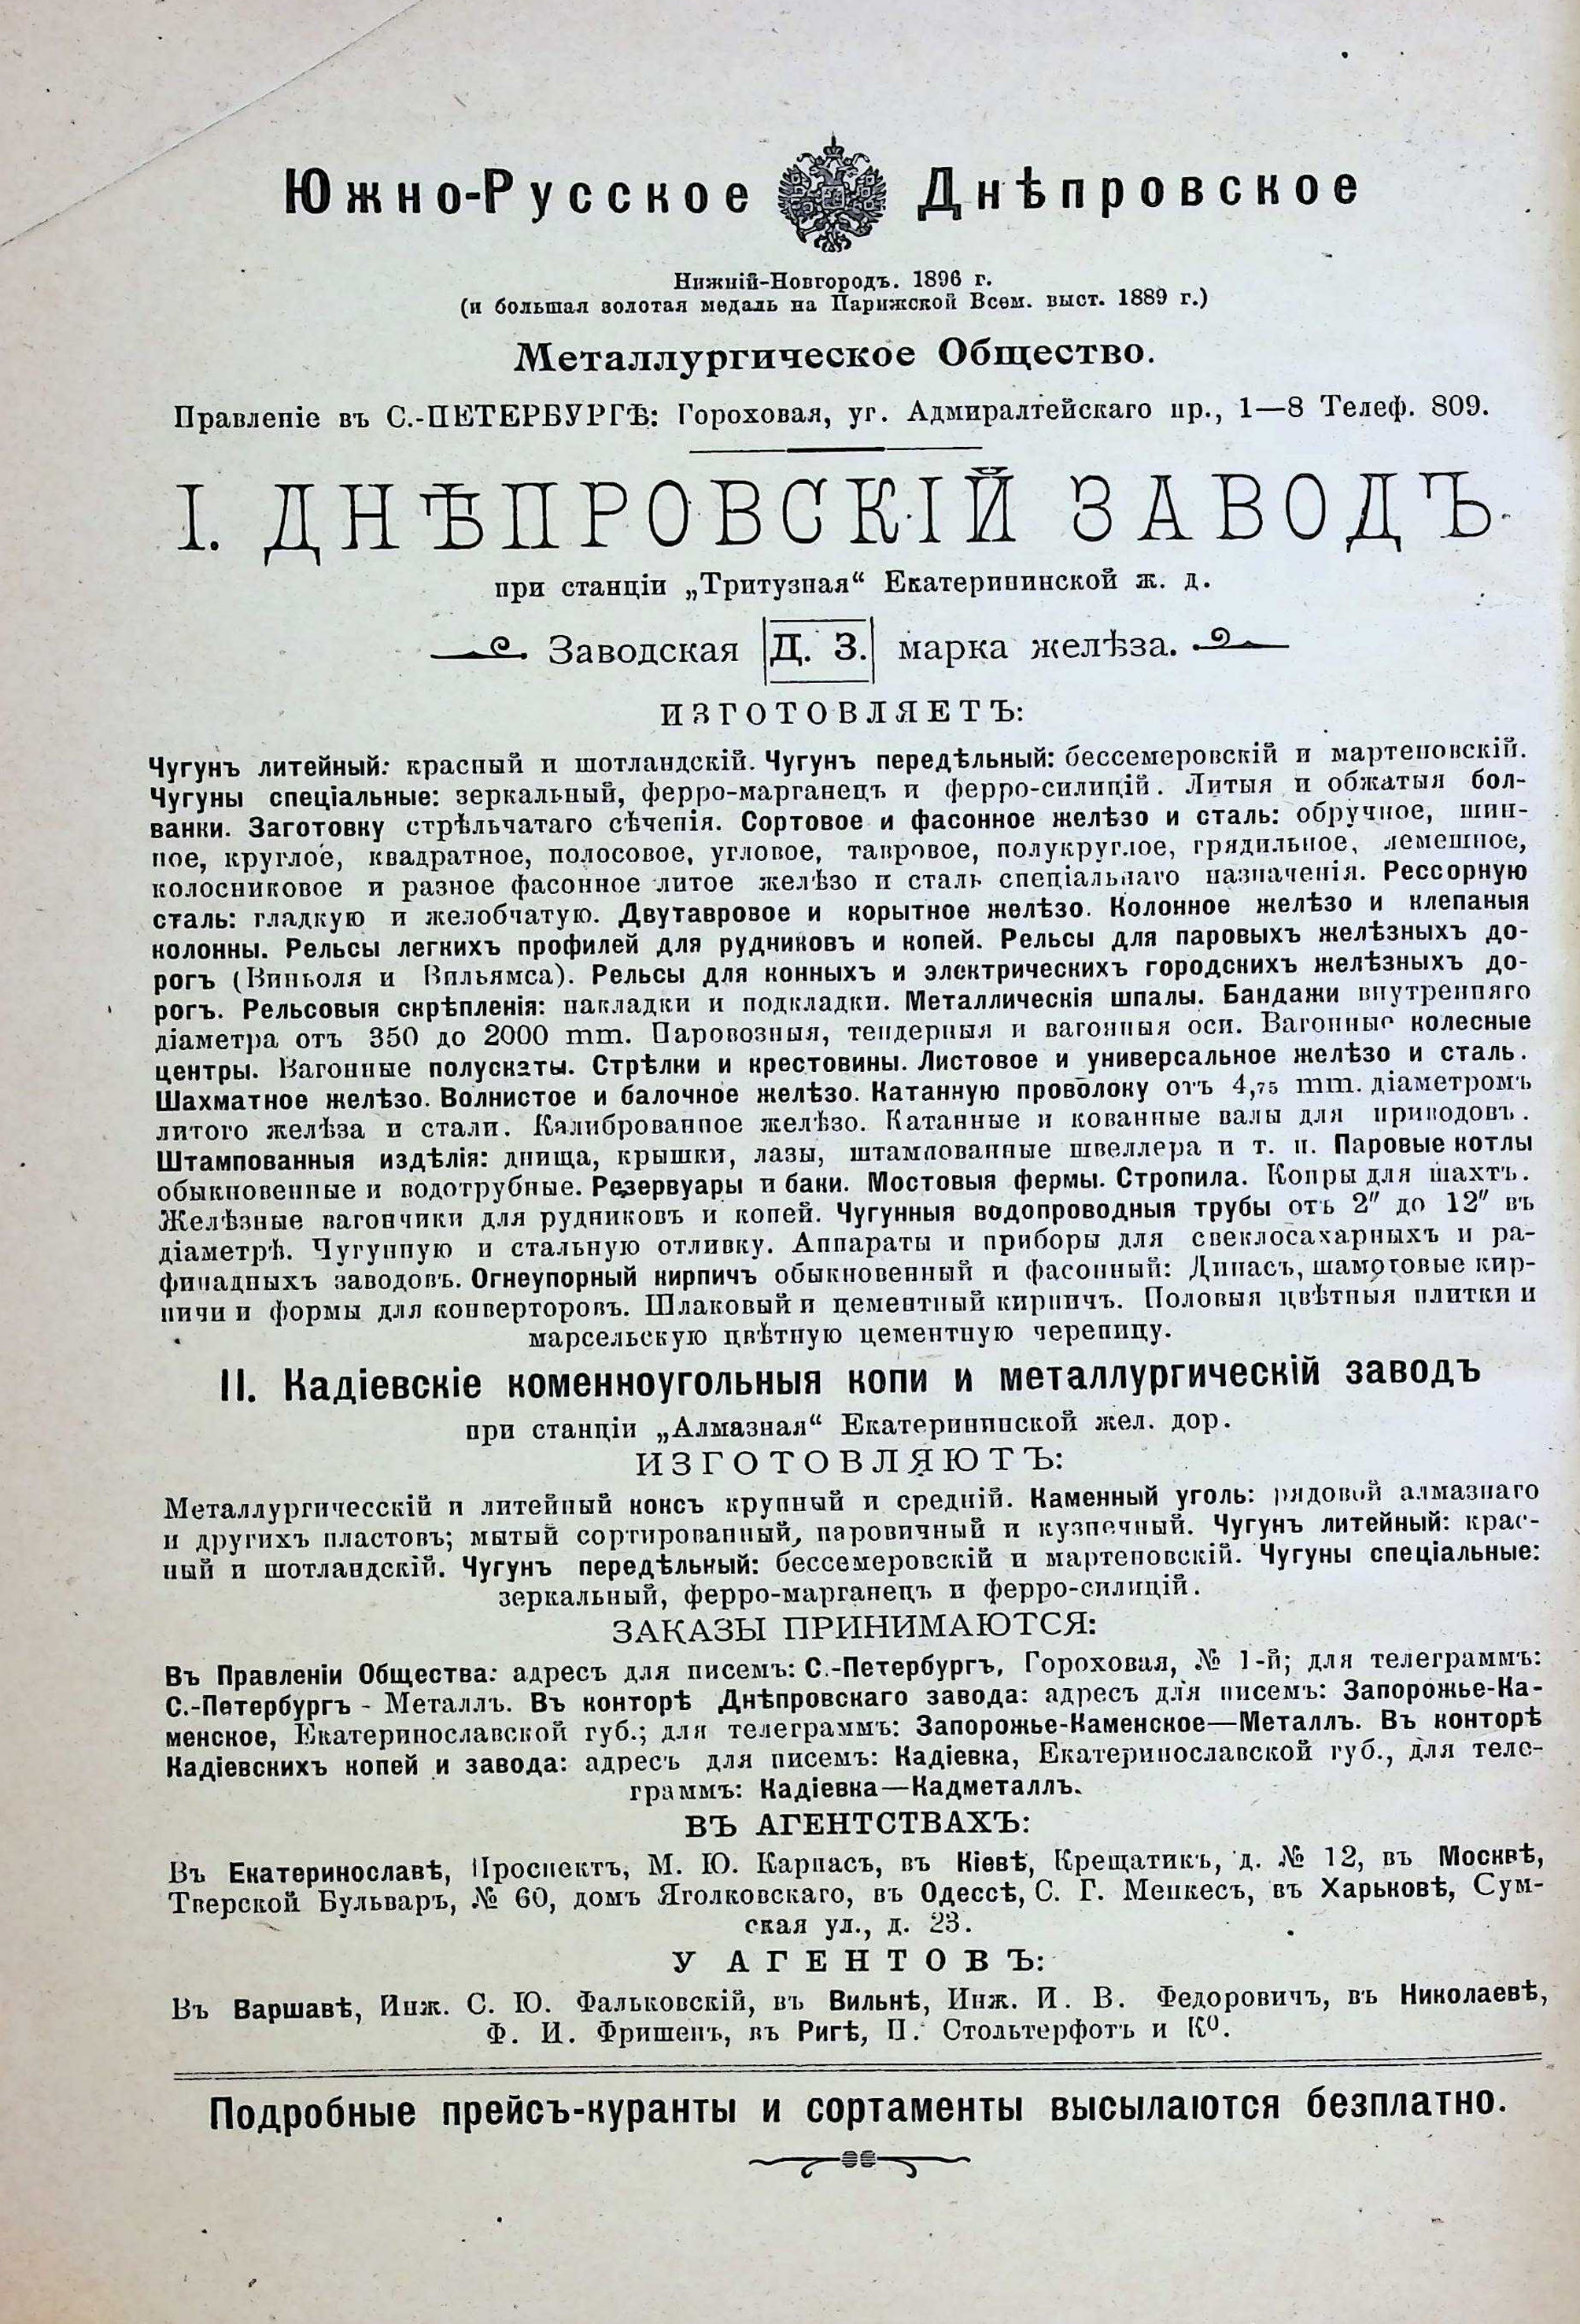 Южно-Русское Днѣпровское
Нижній-Новгородъ. 1896 г.
(и большая золотая медаль на Парижской Всем. выст. 1889 г.)
Металлургическое Общество.
Правленіе въ С.-ПЕТЕРБУРГѢ: Гороховая, уг. Адмиралтейскаго пр., 1—8 Телеф. 809.
I. ДНѢПРОВСКІЙ ЗАВОДЪ
при станціи „Тритузная“ Екатерининской ж. д.
Заводская Д. З. марка желѣза.
ИЗГОТОВЛЯЕТЪ:
Чугунъ литейный: красный и шотландскій. Чугунъ передѣльный: бессемеровскій и мартеновскій.
Чугуны спеціальные: зеркальный, ферро-марганецъ и ферро-силицій. Литыя и обжатыя бол-
ванки. Заготовку стрѣльчатаго сѣченія. Сортовое и фасонное желѣзо и сталь: обручное, шин-
ное, круглое, квадратное, полосовое, угловое, тавровое, полукруглое, грядильное, лемешное,
колосниковое и разное фасонное литое желѣзо и сталь спеціальнаго назначенія. Рессорную
сталь: гладкую и желобчатую. Двутавровое и корытное желѣзо. Колонное желѣзо и клепаныя
колонны. Рельсы легкихъ профилей для рудниковъ и копей. Рельсы для паровыхъ желѣзныхъ до-
рогъ (Виньоля и Вильямса). Рельсы для конныхъ и электрическихъ городскихъ желѣзныхъ до-
рогъ. Рельсовыя скрѣпленія: накладки и подкладки. Металлическія шпалы. Бандажи внутренняго
діаметра отъ 350 до 2000 mm. Паровозныя, тендерныя и вагонныя оси. Вагонные колесные
центры. Вагонные полускаты. Стрѣлки и крестовины. Листовое и универсальное желѣзо и сталь.
Шахматное желѣзо. Волнистое и балочное желѣзо. Катанную проволоку отъ 4,75 mm. діаметромъ
литого желѣза и стали. Калиброванное желѣзо. Катанные и кованные валы для приводовъ.
Штампованныя издѣлія: днища, крышки, лазы, штампованные швеллера и т. п. Паровые котлы
обыкновенные и водотрубные. Резервуары и баки. Мостовыя фермы. Стропила. Копры для шахтъ.
Желѣзные вагончики для рудниковъ и копей. Чугунныя водопроводныя трубы отъ 2″ до 12″ въ
діаметрѣ. Чугунную и стальную отливку. Аппараты и приборы для свеклосахарныхъ и ра-
финадныхъ заводовъ. Огнеупорный кирпичъ обыкновенный и фасонный: Динасъ, шамотовые кир-
пичи и формы для конверторовъ. Шлаковый и цементный кирпичъ. Половыя цвѣтныя плитки и
марсельскую цвѣтную цементную черепицу.
II. Кадіевскіе коменноугольныя копи и металлургическій заводъ
при станціи „Алмазная“ Екатерининской жел. дор.
ИЗГОТОВЛЯЮТЪ:
Металлургичесскій и литейный коксъ крупный и средній. Каменный уголь: рядовой алмазнаго
и другихъ пластовъ; мытый сортированный, паровичный и кузнечный. Чугунъ литейный: крас-
ный и шотландскій. Чугунъ передѣльный: бессемеровскій и мартеновскій. Чугуны спеціальные:
зеркальный, ферро-марганецъ и ферро-силицій.
ЗАКАЗЫ ПРИНИМАЮТСЯ:
Въ Правленіи Общества: адресъ для писемъ: С.-Петербургъ, Гороховая, № 1-й; для телеграммъ:
С.-Петербургъ - Металлъ. Въ конторѣ Днѣпровскаго завода: адресъ для писемъ: Запорожье-Ка-
менское, Екатеринославской губ.; для телеграммъ: Запорожье-Каменское—Металлъ. Въ конторѣ
Кадіевскихъ копей и завода: адресъ для писемъ: Кадіевка, Екатеринославской губ., для теле-
граммъ: Кадіевка—Кадметаллъ.
ВЪ АГЕНТСТВАХЪ:
Въ Екатеринославѣ, Проспектъ, М. Ю. Карпасъ, въ Кіевѣ, Крещатикъ, д. № 12, въ Москвѣ,
Тверской Бульваръ, № 60, домъ Яголковскаго, въ Одессѣ, С. Г. Менкесъ, въ Харьковѣ, Сум-
ская ул., д. 23.
У АГЕНТОВЪ:
Въ Варшавѣ, Инж. С. Ю. Фальковскій, въ Вильнѣ, Инж. И. В. Федоровичъ, въ Николаевѣ,
Ф. И. Фришенъ, въ Ригѣ, П. Стольтерфотъ и Ко.
Подробные прейсъ-куранты и сортаменты высылаются безплатно.